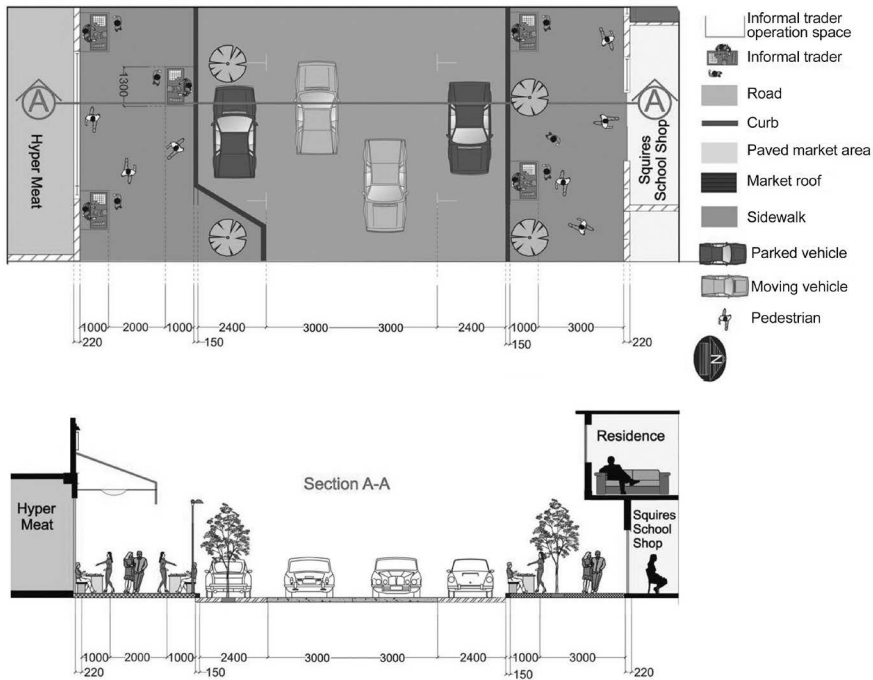 1300
A
A
Hyper Meat
Squires
School Shop
1000
2000
1000
2400
3000
3000
2400
1000
3000
220
150
150
220
Informal trader
operation space
Informal trader
Road
Curb
Paved market area
Market roof
Sidewalk
Parked vehicle
Moving vehicle
Pedestrian
N
Section A-A
Residence
Hyper
Meat
Squires
School
Shop
1000
2000
1000
2400
3000
3000
2400
1000
3000
220
150
150
220